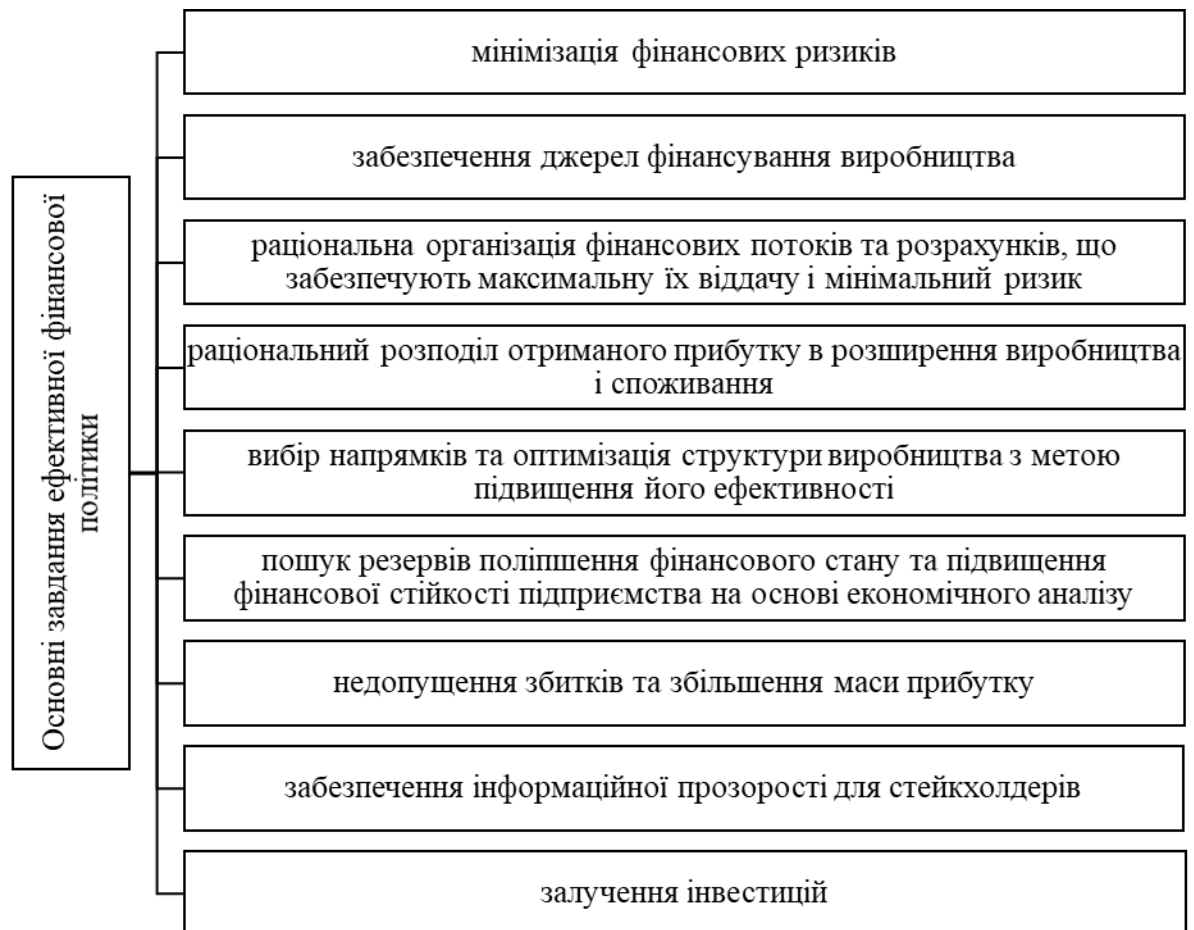 Основні завдання ефективної фінансової
політики
мінімізація фінансових ризиків
забезпечення джерел фінансування виробництва
раціональна організація фінансових потоків та розрахунків, що
забезпечують максимальну їх віддачу і мінімальний ризик
раціональний розподіл отриманого прибутку в розширення виробництва
і споживання
вибір напрямків та оптимізація структури виробництва з метою
підвищення його ефективності
пошук резервів поліпшення фінансового стану та підвищення
фінансової стійкості підприємства на основі економічного аналізу
недопущення збитків та збільшення маси прибутку
забезпечення інформаційної прозорості для стейкхолдерів
залучення інвестицій